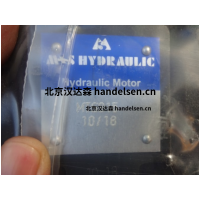 M+S HYDRAULIC
Hydraulic Motor
北京汉达森 handelsen.cn
10/18
北京汉达森 handelsen.cn